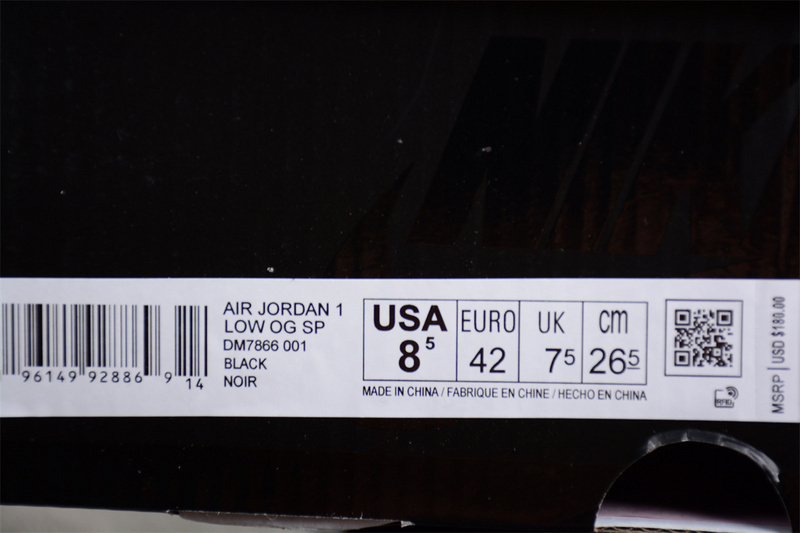 AIR JORDAN 1
LOW OG SP
DM7866 001
BLACK
NOIR
96149 92886 9 14
USA EURO UK cm
8⁵ 42 7⁵ 26⁵
MADE IN CHINA / FABRIQUE EN CHINE / HECHO EN CHINA
RFID
MSRP | USD $180.00